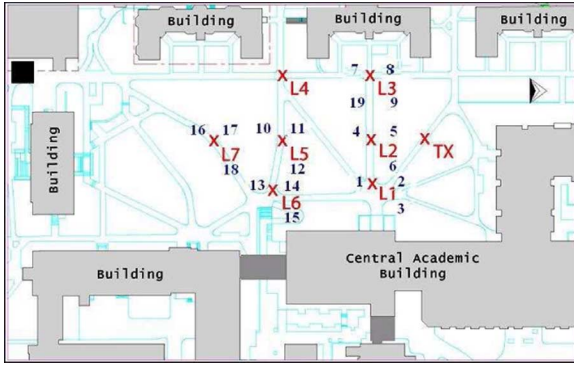 Building
Building
Building
7
8
L3
L4
19
9
16
17
10
11
4
5
L7
L5
L2
TX
18
12
6
13
14
1
2
L6
L1
15
3
Building
Building
Central Academic
Building